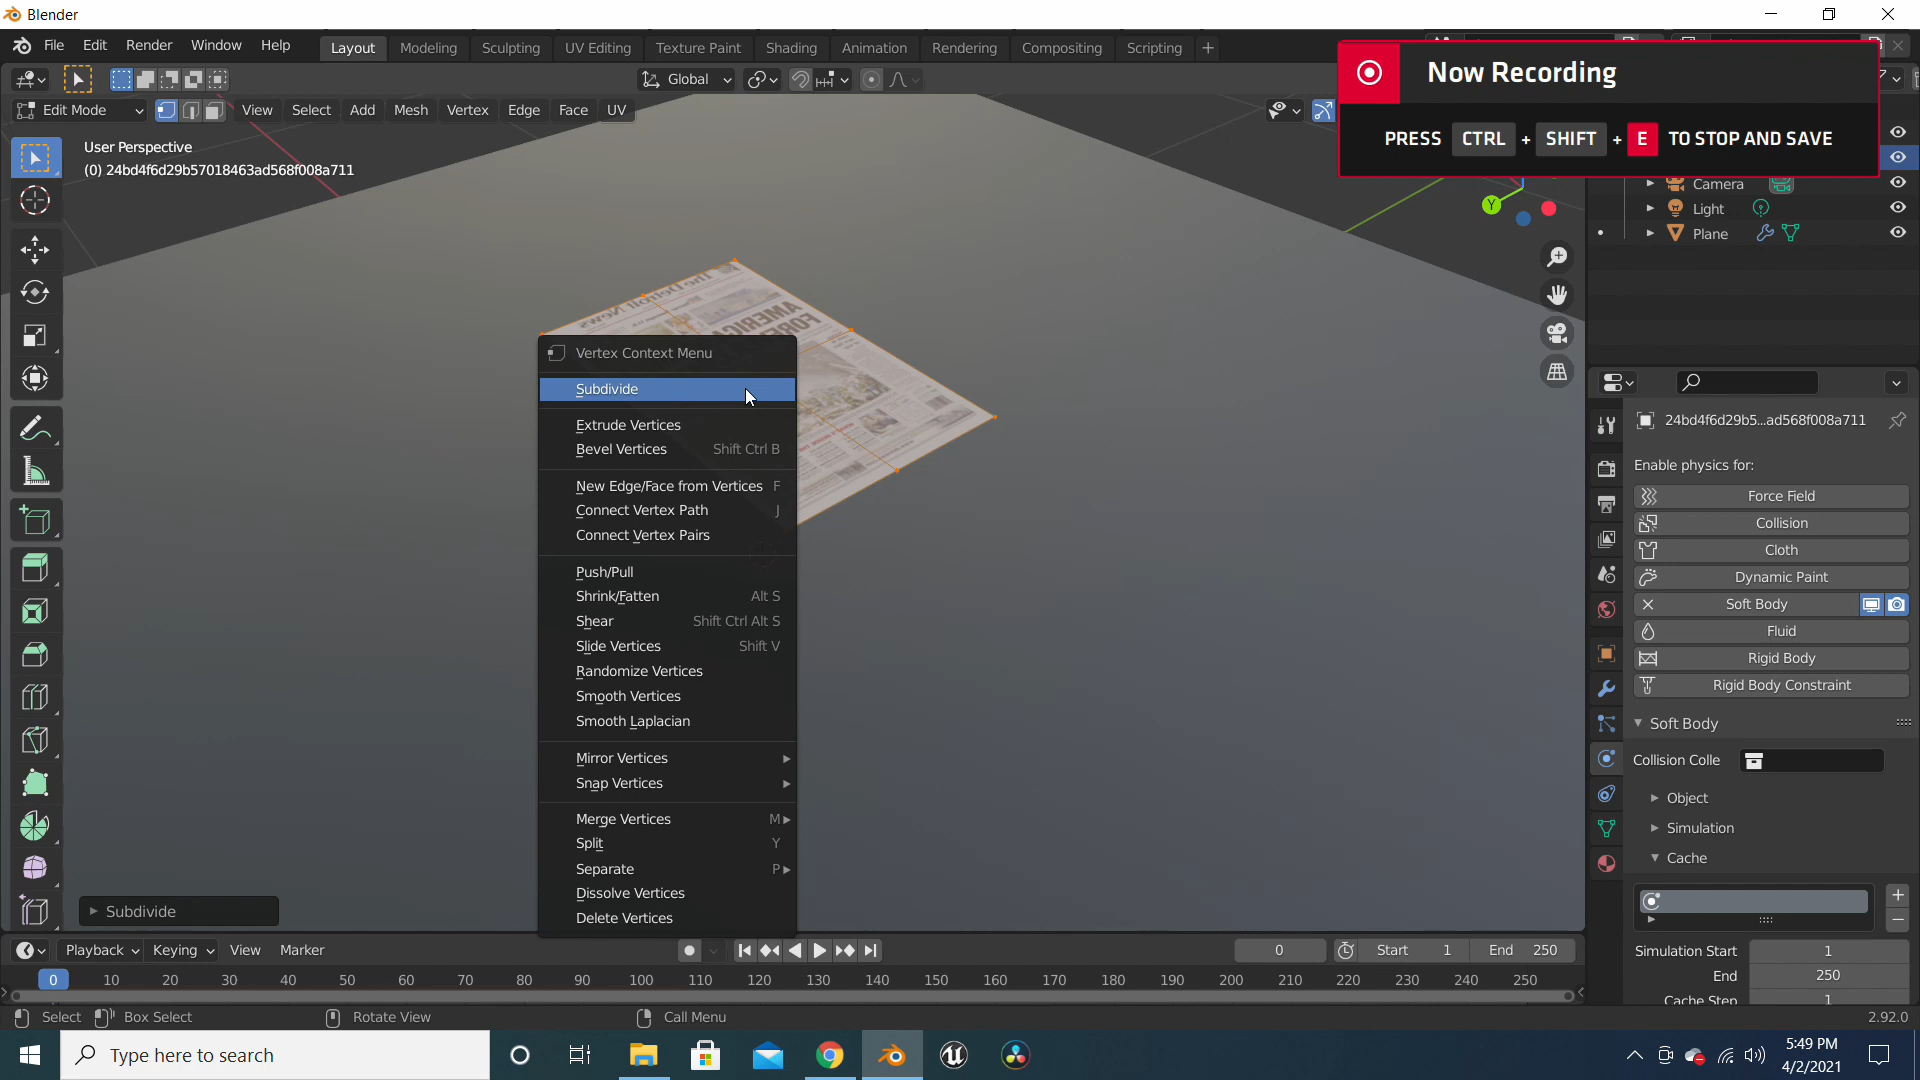 Blender
File Edit Render Window Help Layout Modeling Sculpting UV Editing Texture Paint Shading Animation Rendering Compositing Scripting +
Global
Edit Mode View Select Add Mesh Vertex Edge Face UV
Now Recording
PRESS CTRL + SHIFT + E TO STOP AND SAVE
User Perspective
(0) 24bd4f6d29b57018463ad568f008a711
Y
Camera
Light
Plane
The Detroit News
AMERICA
Vertex Context Menu
Subdivide
Extrude Vertices
Bevel Vertices Shift Ctrl B
New Edge/Face from Vertices F
Connect Vertex Path J
Connect Vertex Pairs
Push/Pull
Shrink/Fatten Alt S
Shear Shift Ctrl Alt S
Slide Vertices Shift V
Randomize Vertices
Smooth Vertices
Smooth Laplacian
Mirror Vertices
Snap Vertices
Merge Vertices M
Split Y
Separate P
Dissolve Vertices
Delete Vertices
Subdivide
24bd4f6d29b5...ad568f008a711
Enable physics for:
Force Field
Collision
Cloth
Dynamic Paint
Soft Body
Fluid
Rigid Body
Rigid Body Constraint
Soft Body
Collision Colle
Object
Simulation
Cache
Simulation Start 1
End 250
Cache Step 1
Playback Keying View Marker 0 Start 1 End 250
0 10 20 30 40 50 60 70 80 90 100 110 120 130 140 150 160 170 180 190 200 210 220 230 240 250
Select Box Select Rotate View Call Menu 2.92.0
Type here to search
5:49 PM
4/2/2021